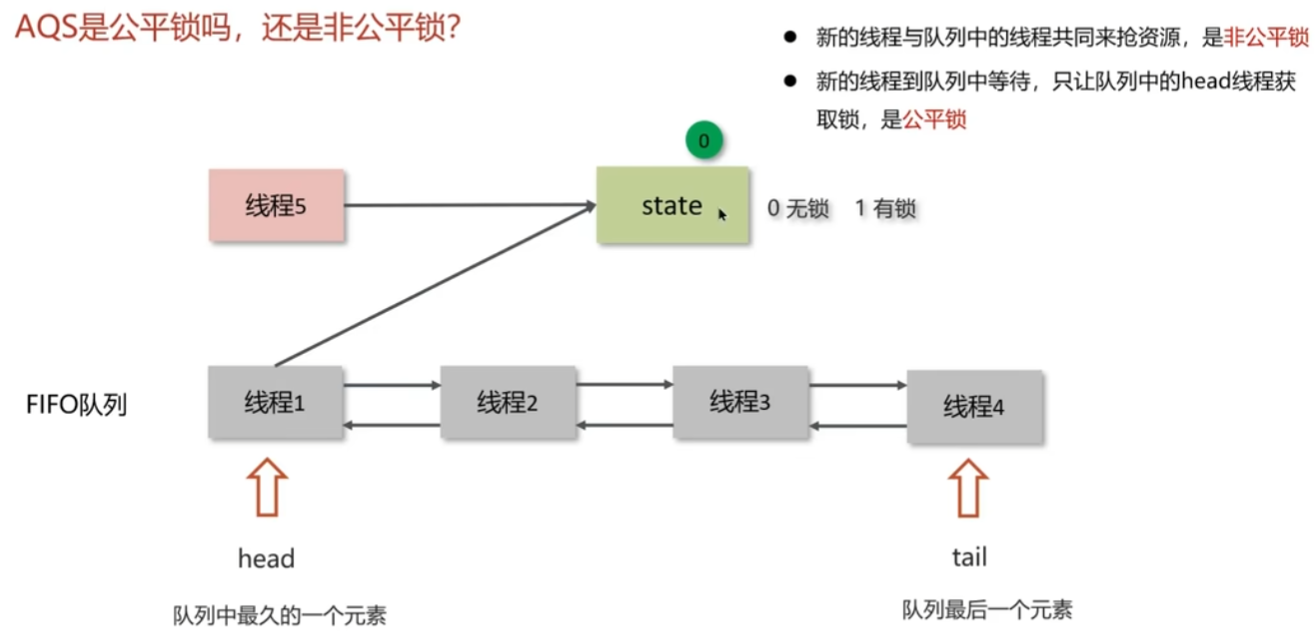 AQS是公平锁吗，还是非公平锁？
● 新的线程与队列中的线程共同来抢资源，是非公平锁
● 新的线程到队列中等待，只让队列中的head线程获
取锁，是公平锁
0
线程5
state
0 无锁 1 有锁
FIFO队列
线程1
线程2
线程3
线程4
head
tail
队列中最久的一个元素
队列最后一个元素